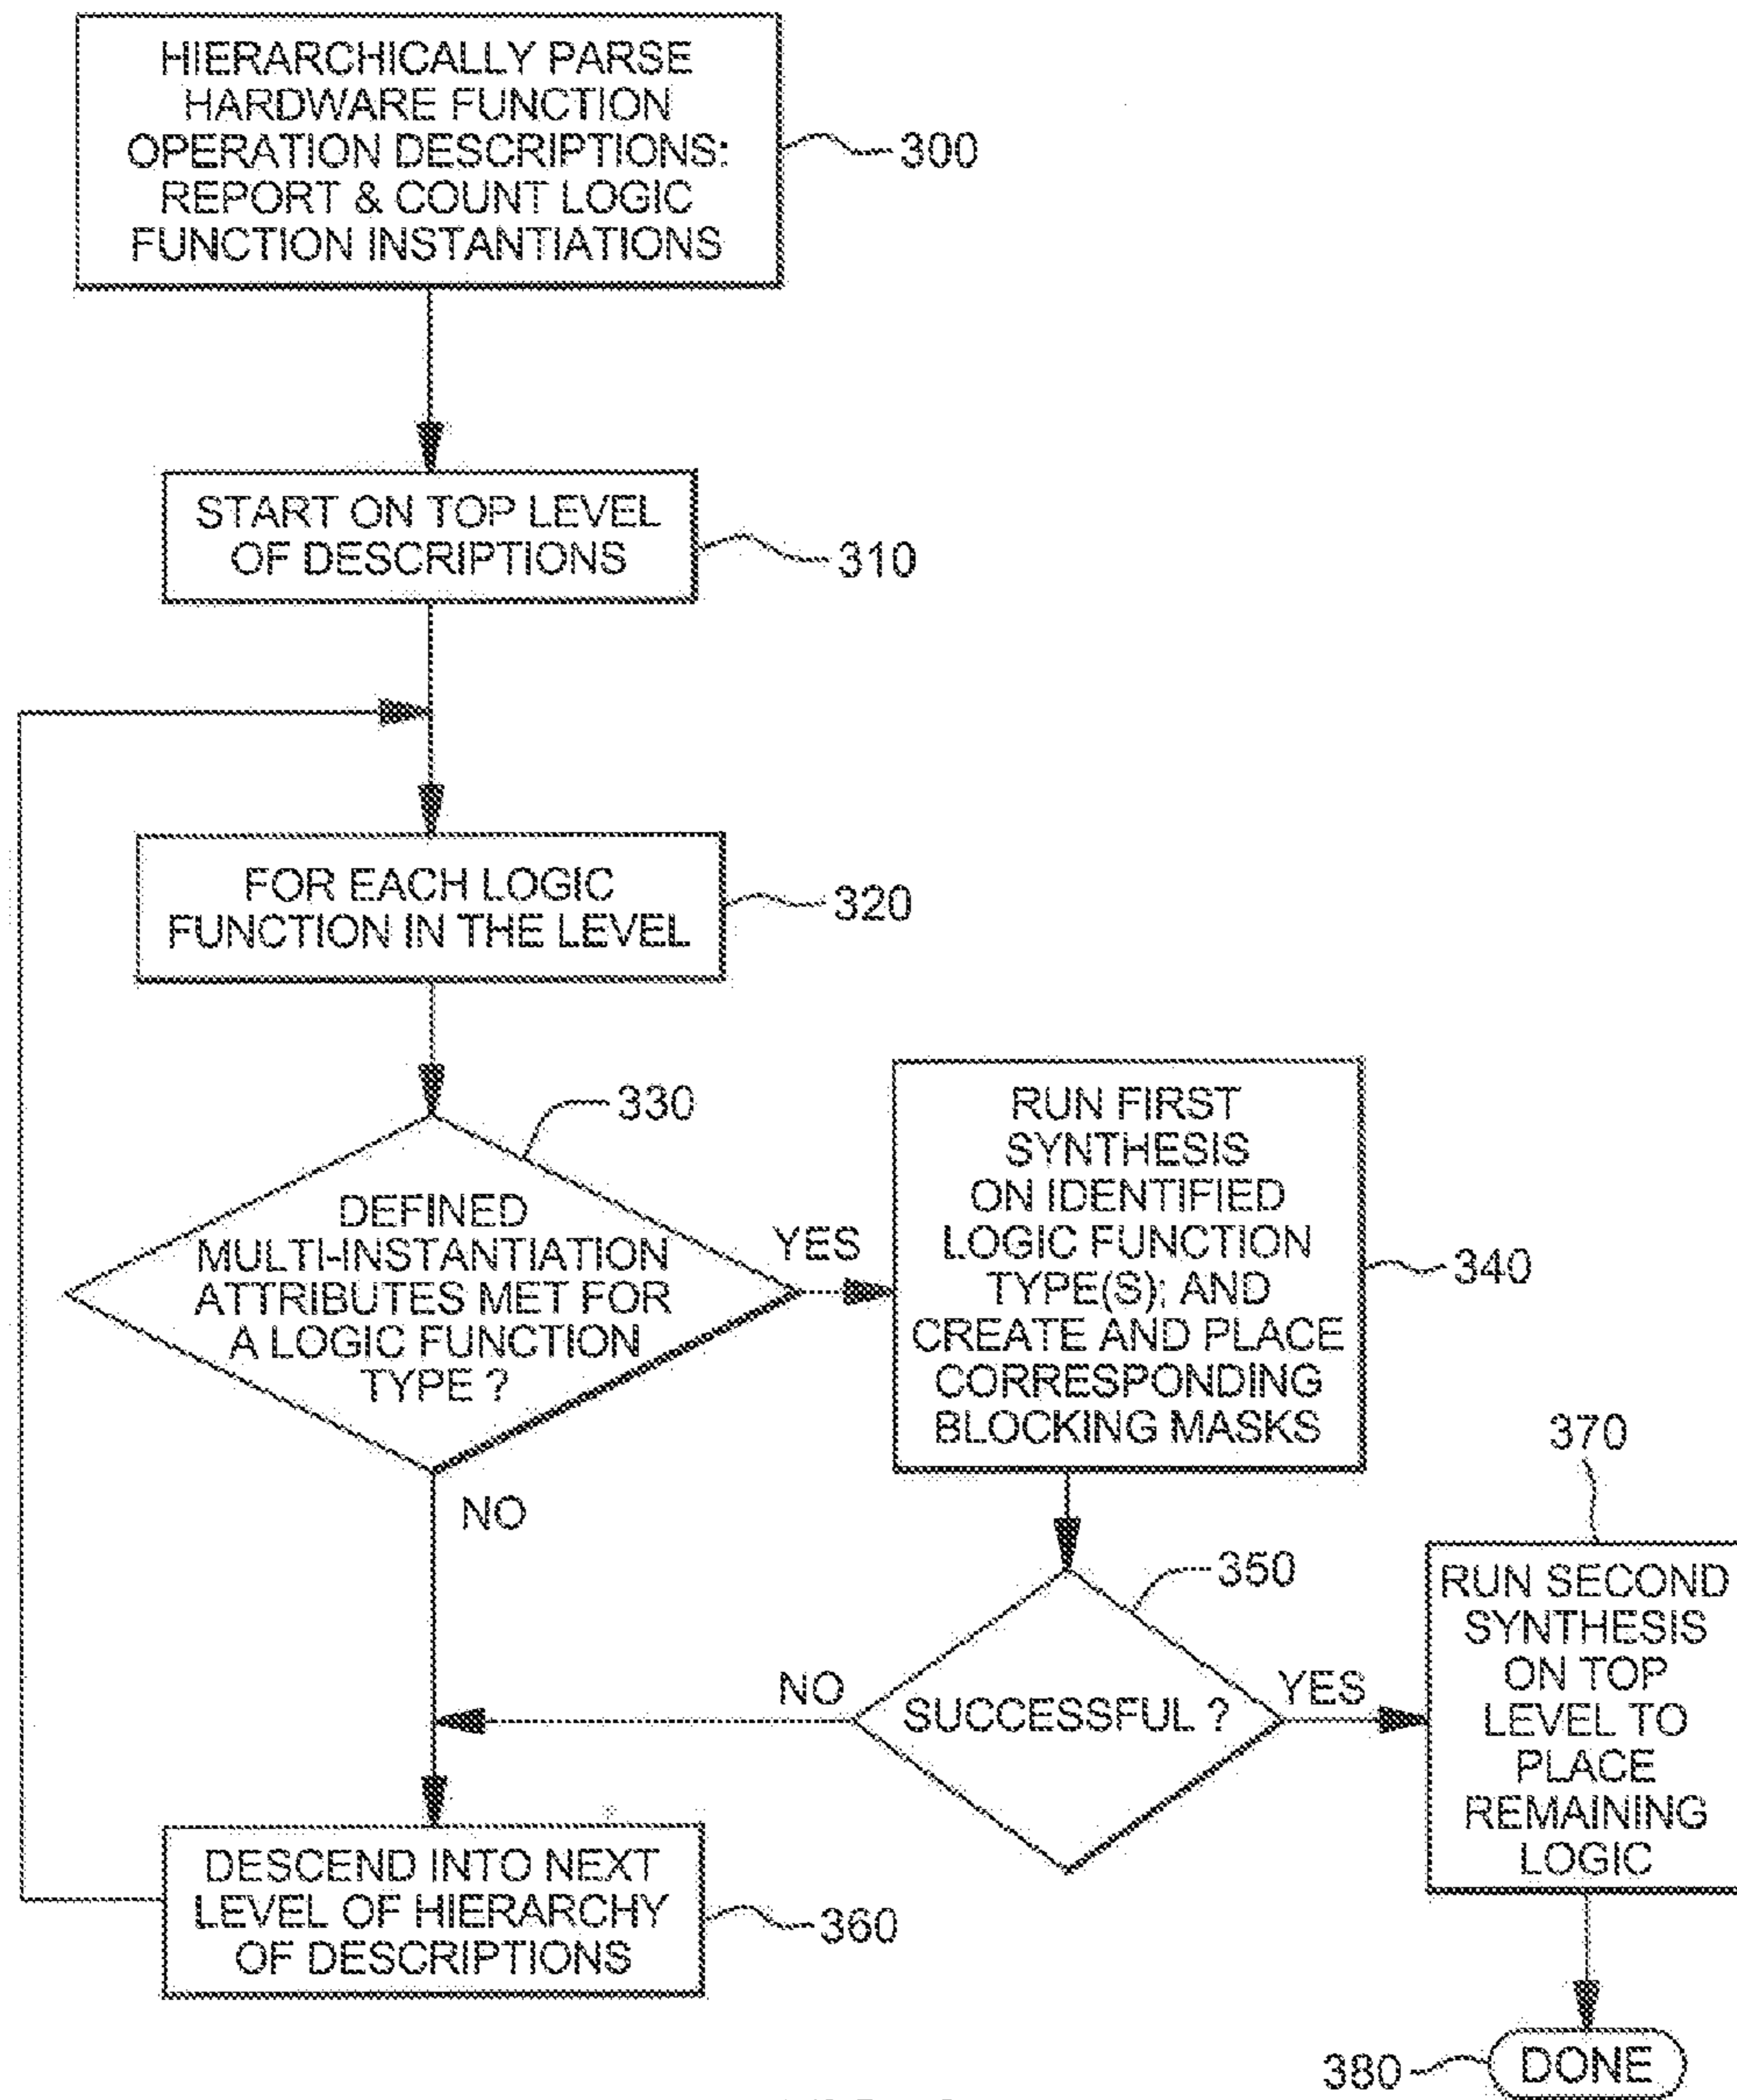 HIERARCHICALLY PARSE
HARDWARE FUNCTION
OPERATION DESCRIPTIONS:
REPORT & COUNT LOGIC
FUNCTION INSTANTIATIONS
300
START ON TOP LEVEL
OF DESCRIPTIONS
310
FOR EACH LOGIC
FUNCTION IN THE LEVEL
320
330
DEFINED
MULTI-INSTANTIATION
ATTRIBUTES MET FOR
A LOGIC FUNCTION
TYPE ?
YES
NO
RUN FIRST
SYNTHESIS
ON IDENTIFIED
LOGIC FUNCTION
TYPE(S); AND
CREATE AND PLACE
CORRESPONDING
BLOCKING MASKS
340
350
SUCCESSFUL ?
NO
YES
370
RUN SECOND
SYNTHESIS
ON TOP
LEVEL TO
PLACE
REMAINING
LOGIC
DESCEND INTO NEXT
LEVEL OF HIERARCHY
OF DESCRIPTIONS
360
380
DONE